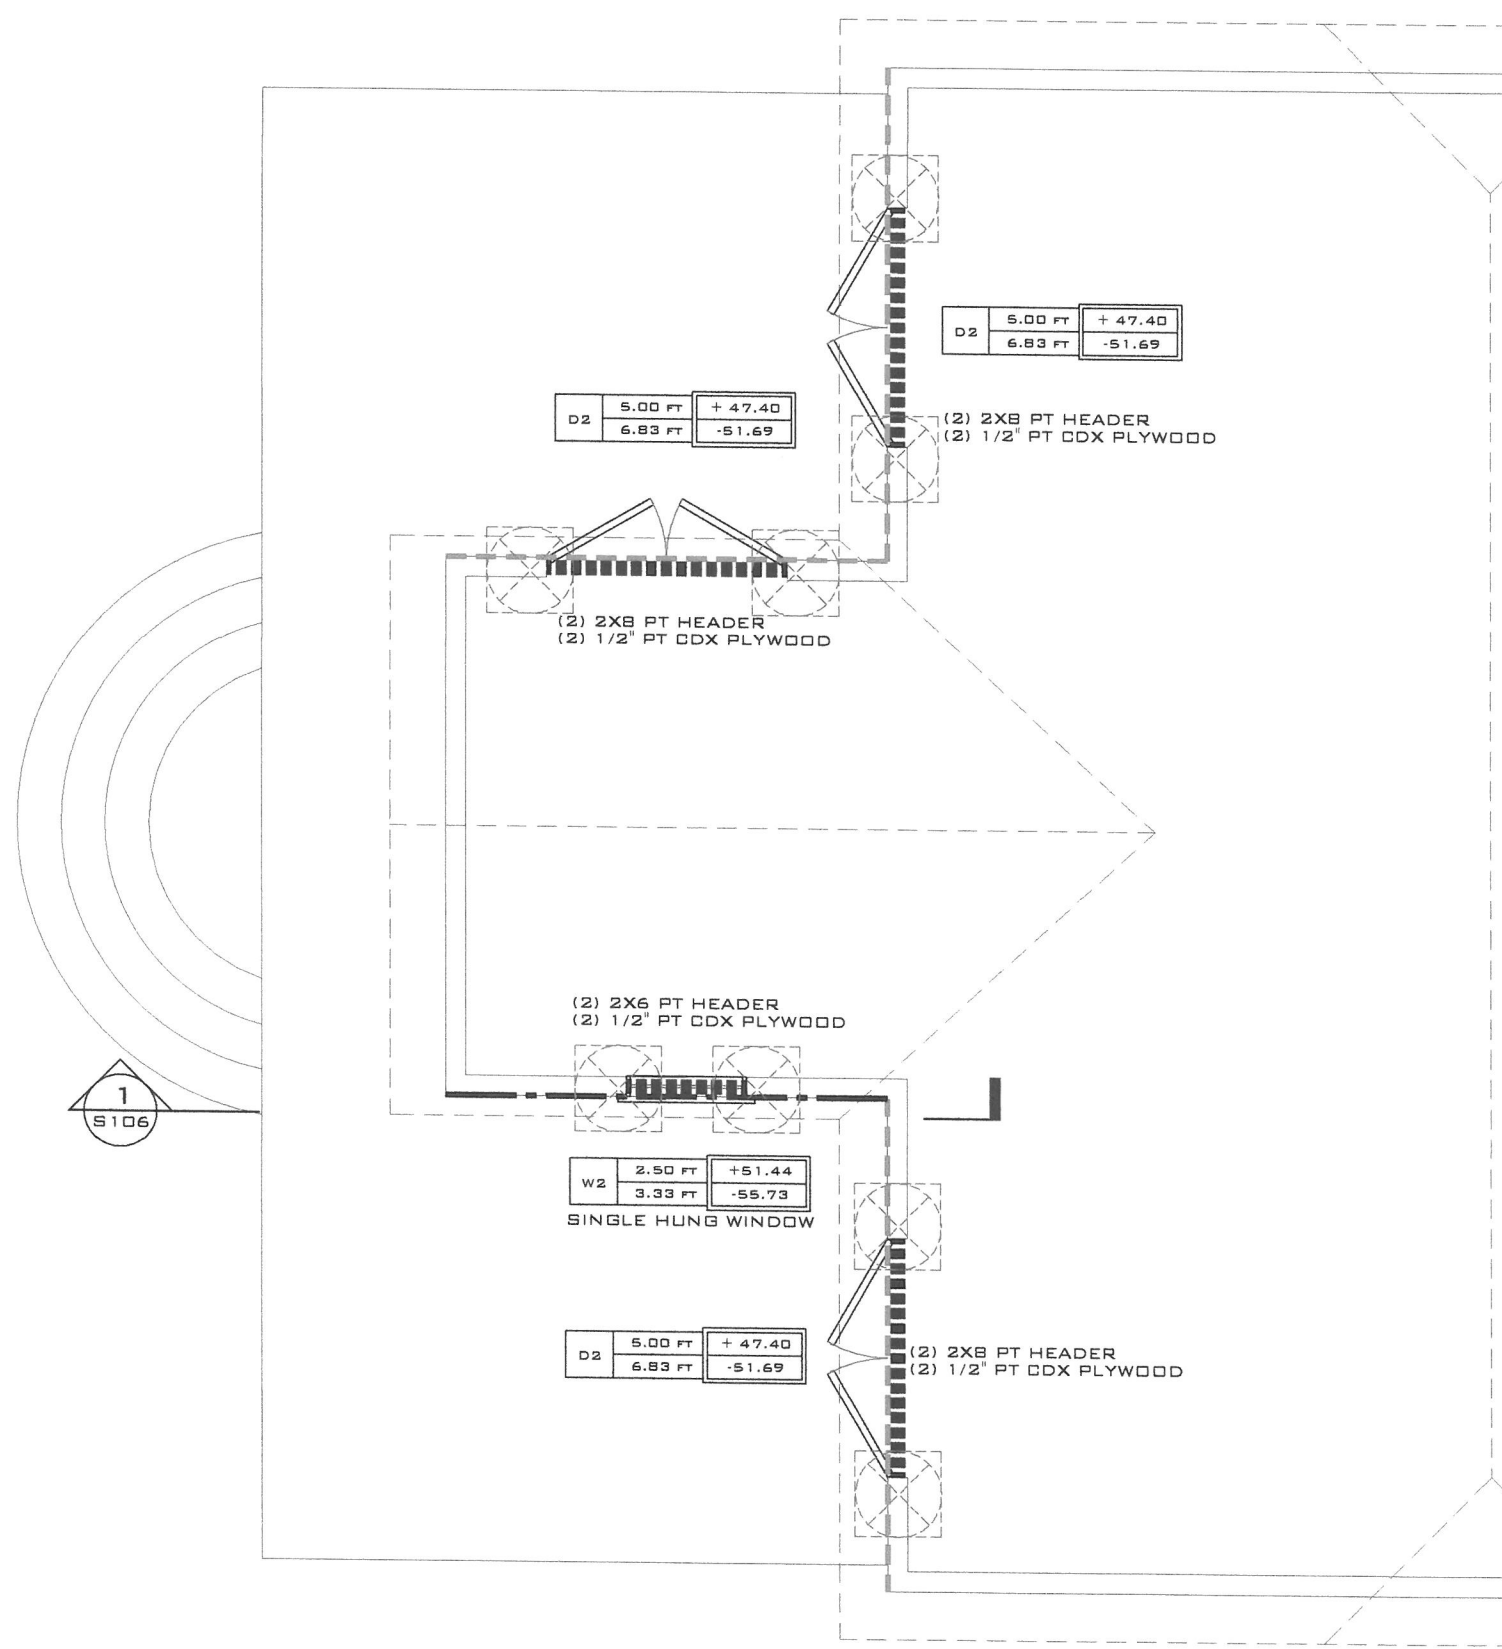 D2
5.00 FT
+ 47.40
6.83 FT
-51.69
D2
5.00 FT
+ 47.40
6.83 FT
-51.69
(2) 2X8 PT HEADER
(2) 1/2" PT CDX PLYWOOD
(2) 2X8 PT HEADER
(2) 1/2" PT CDX PLYWOOD
(2) 2X6 PT HEADER
(2) 1/2" PT CDX PLYWOOD
1
S106
W2
2.50 FT
+51.44
3.33 FT
-55.73
SINGLE HUNG WINDOW
D2
5.00 FT
+ 47.40
6.83 FT
-51.69
(2) 2X8 PT HEADER
(2) 1/2" PT CDX PLYWOOD